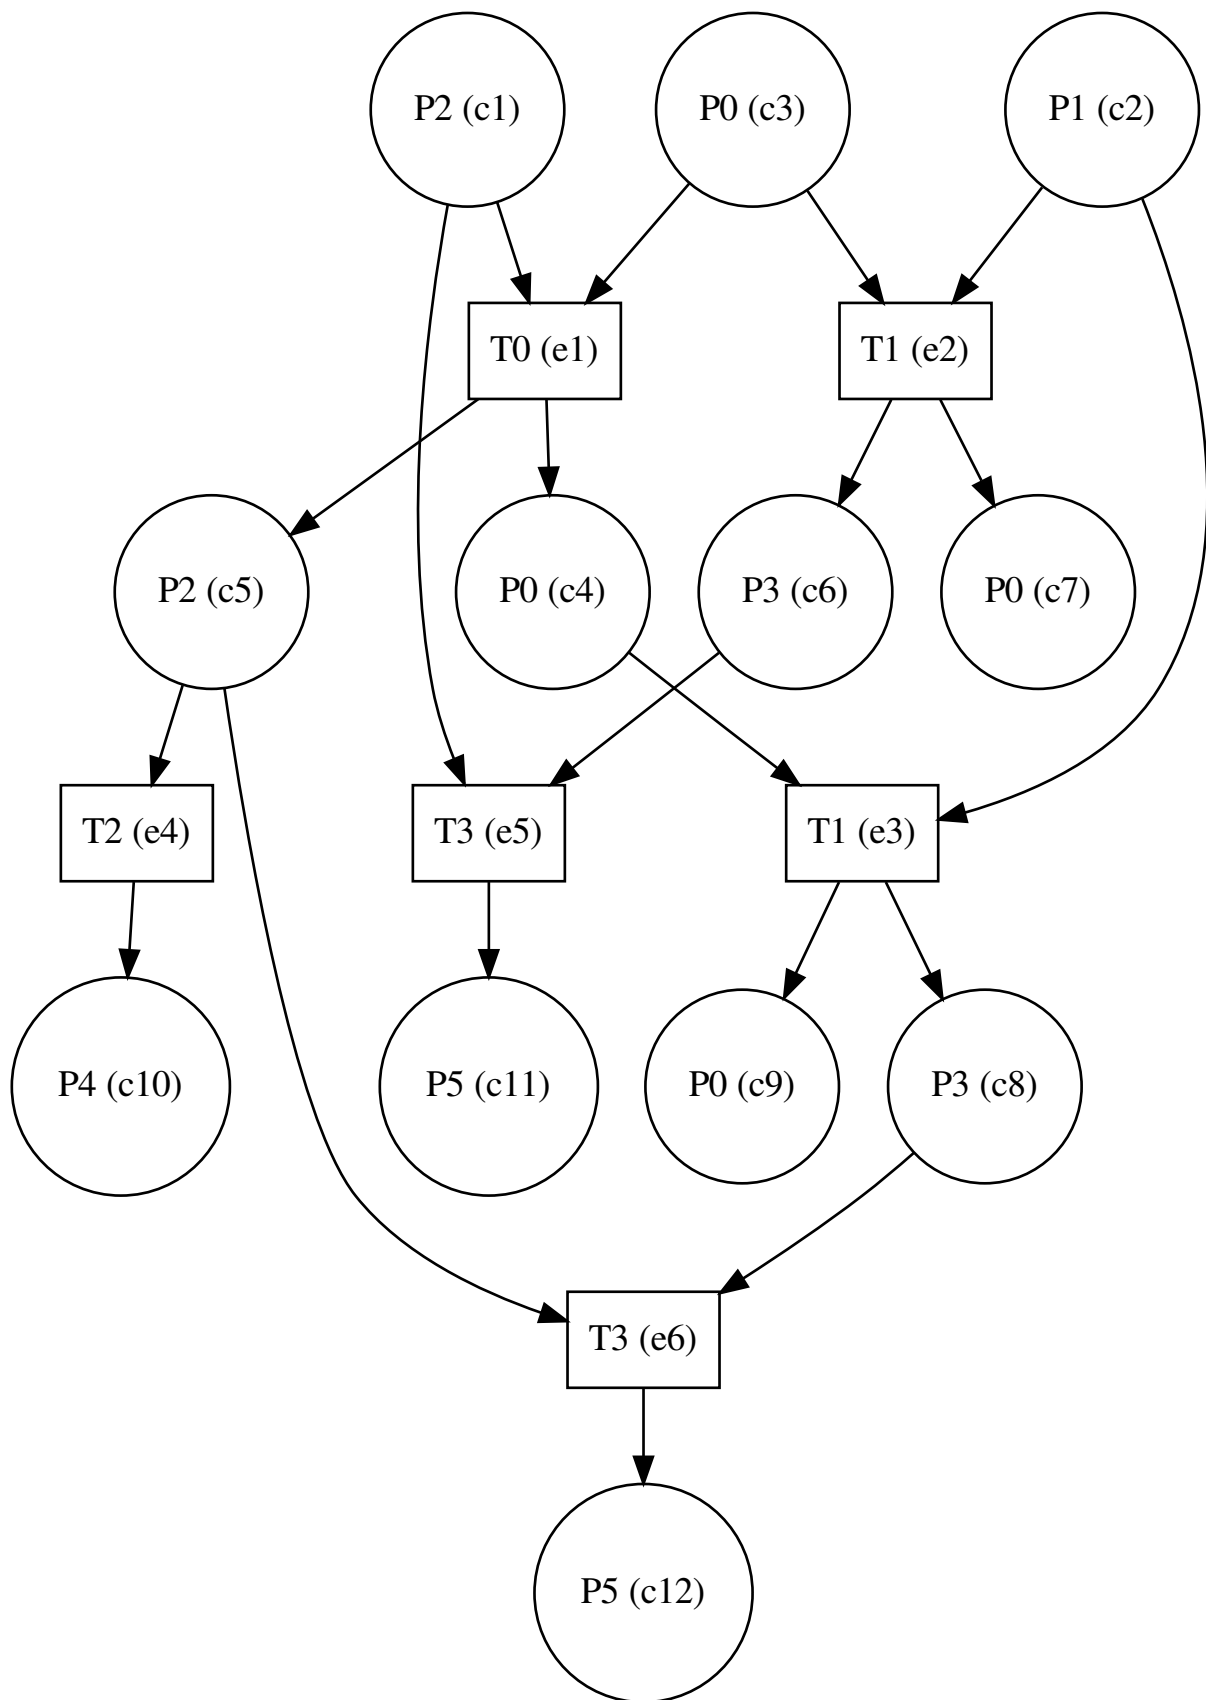 P2 (c1)
P0 (c3)
P1 (c2)
T0 (e1)
T1 (e2)
P2 (c5)
P0 (c4)
P3 (c6)
P0 (c7)
T2 (e4)
T3 (e5)
T1 (e3)
P4 (c10)
P5 (c11)
P0 (c9)
P3 (c8)
T3 (e6)
P5 (c12)